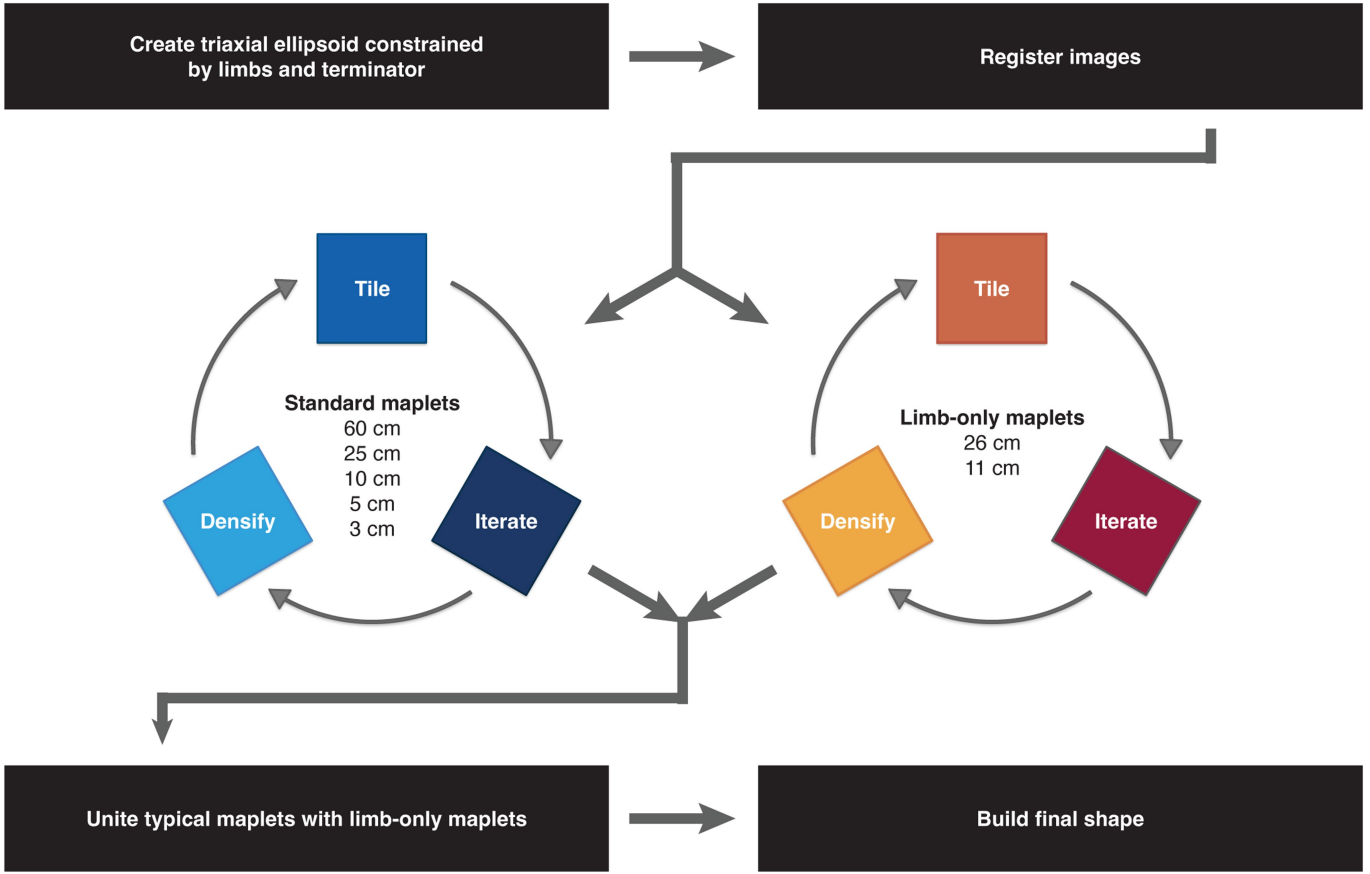 Create triaxial ellipsoid constrained
by limbs and terminator
Register images
Tile
Standard maplets
60 cm
25 cm
10 cm
5 cm
3 cm
Densify
Iterate
Tile
Limb-only maplets
26 cm
11 cm
Densify
Iterate
Unite typical maplets with limb-only maplets
Build final shape